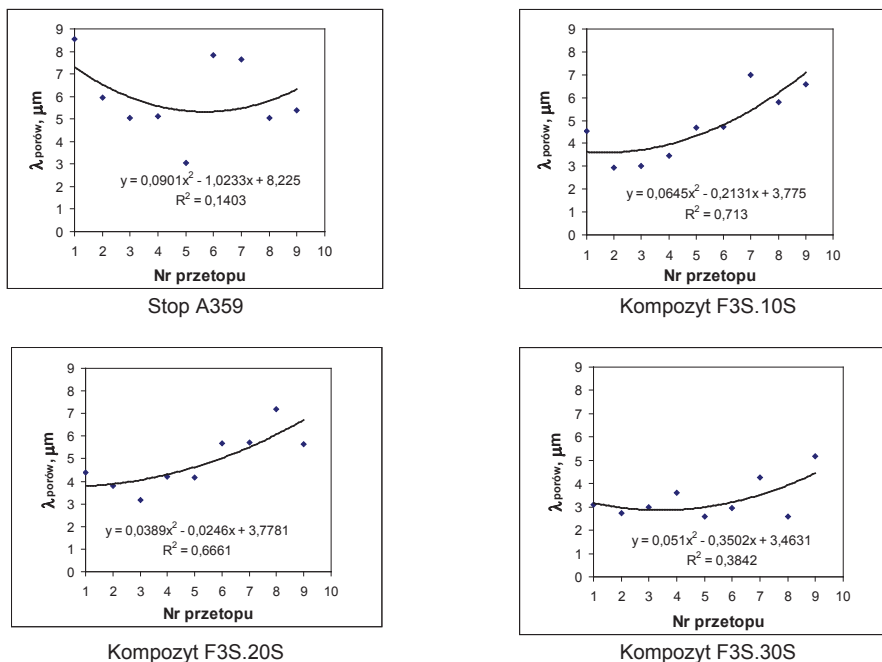 9
8
7
6
5
4
3
2
1
0
λporów, μm
y = 0,0901x² - 1,0233x + 8,225
R² = 0,1403
1 2 3 4 5 6 7 8 9 10
Nr przetopu
Stop A359
9
8
7
6
5
4
3
2
1
0
λporów, μm
y = 0,0645x² - 0,2131x + 3,775
R² = 0,713
1 2 3 4 5 6 7 8 9 10
Nr przetopu
Kompozyt F3S.10S
9
8
7
6
5
4
3
2
1
0
λporów, μm
y = 0,0389x² - 0,0246x + 3,7781
R² = 0,6661
1 2 3 4 5 6 7 8 9 10
Nr przetopu
Kompozyt F3S.20S
9
8
7
6
5
4
3
2
1
0
λporów, μm
y = 0,051x² - 0,3502x + 3,4631
R² = 0,3842
1 2 3 4 5 6 7 8 9 10
Nr przetopu
Kompozyt F3S.30S